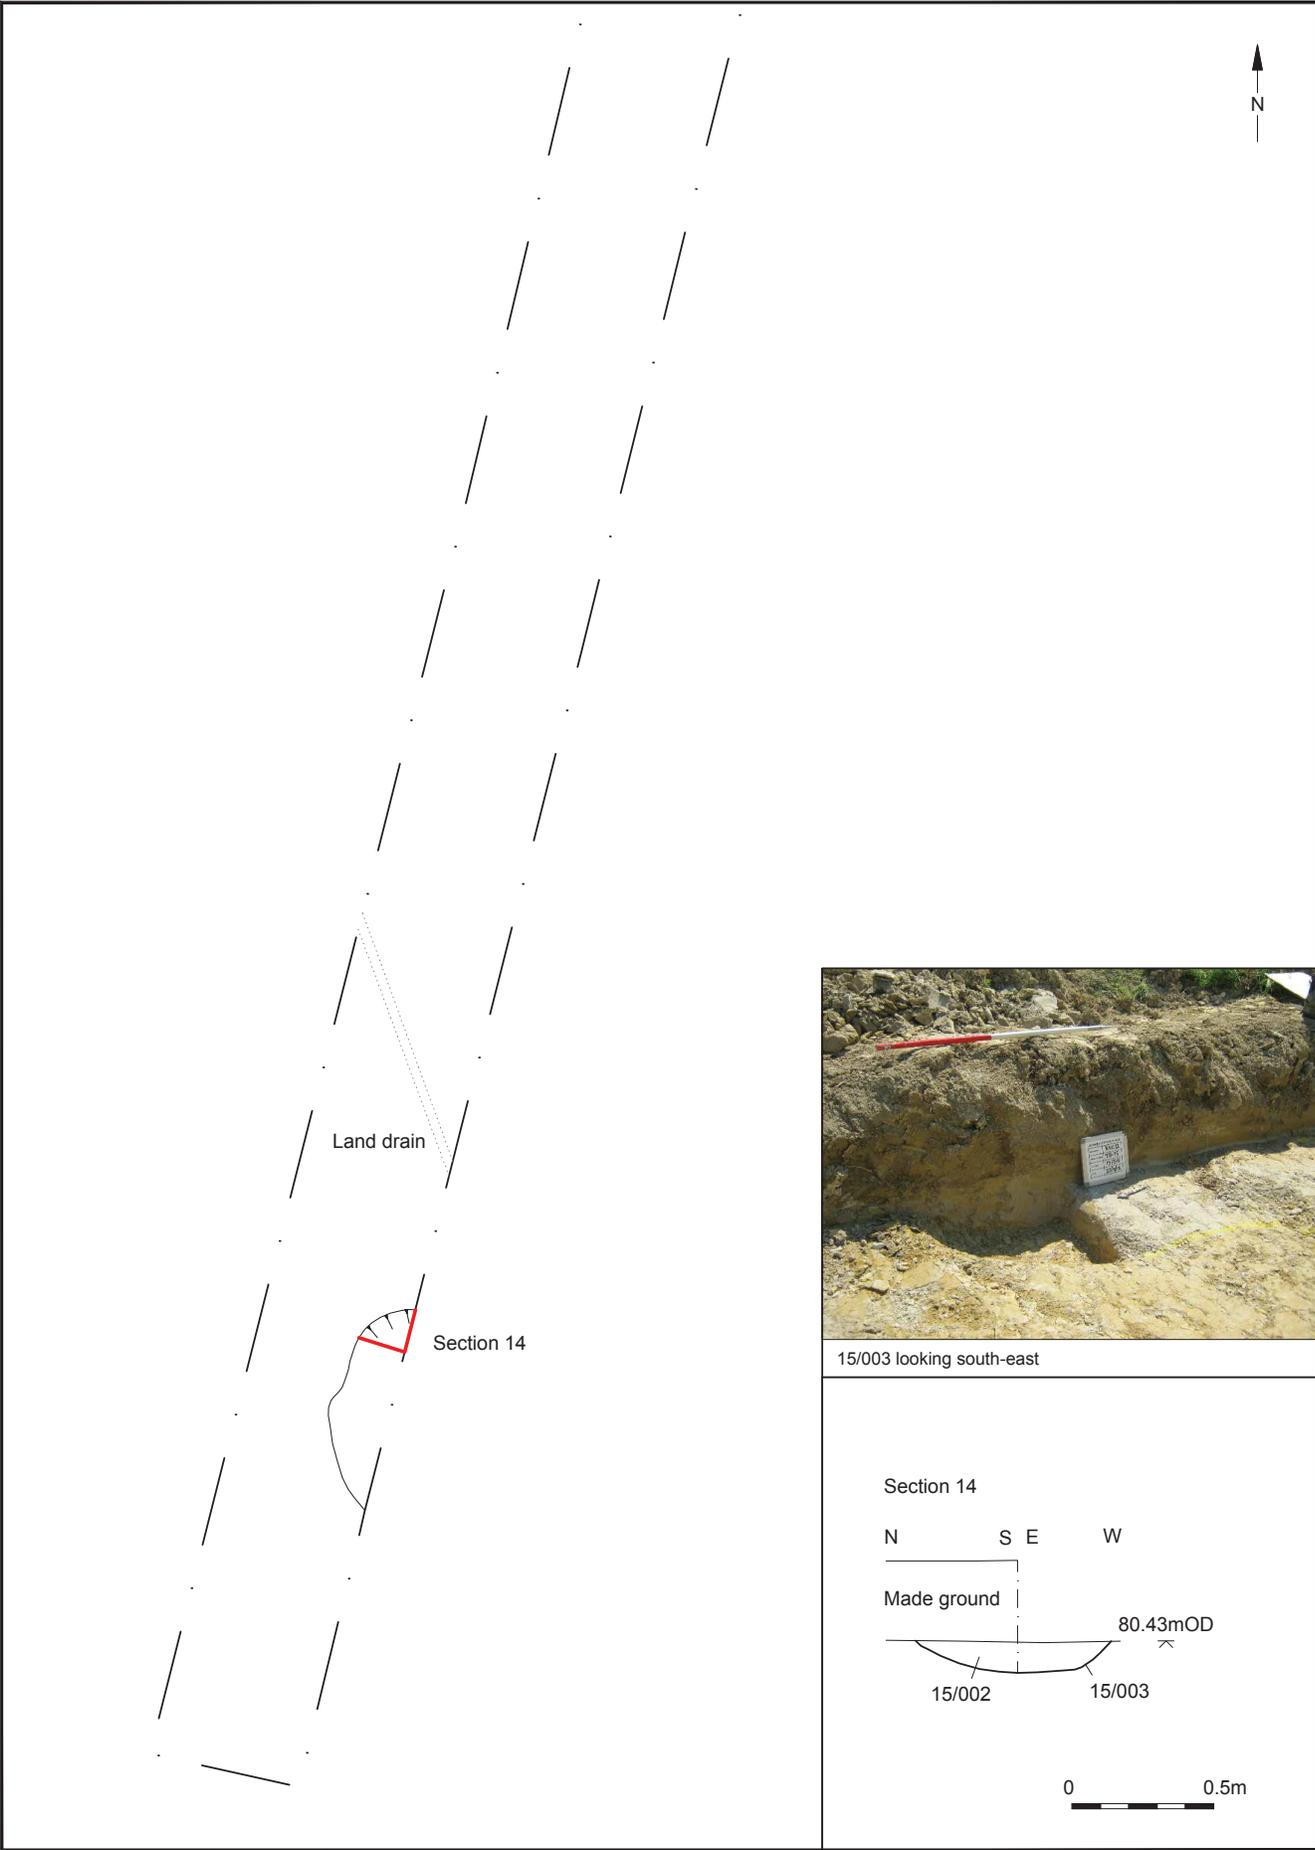 N
Land drain
Section 14
15/003 looking south-east
Section 14
N S E W
Made ground
80.43mOD
15/002 15/003
0 0.5m